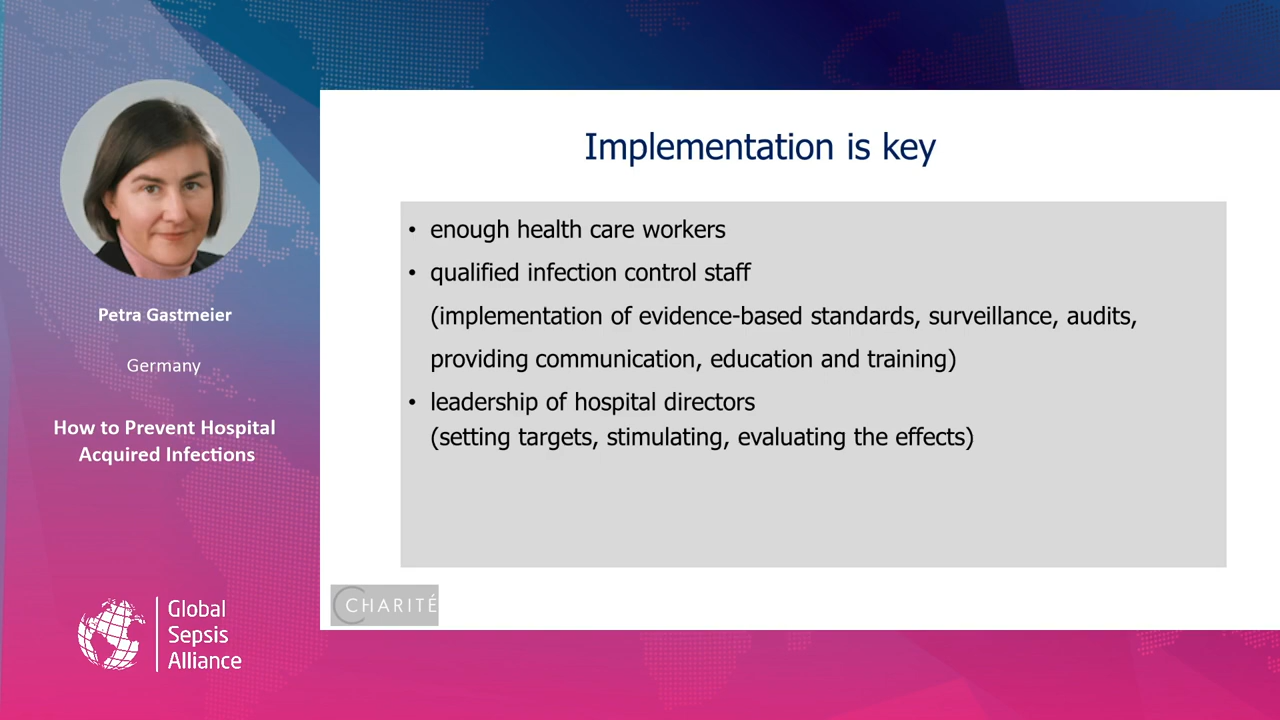 Petra Gastmeier
Germany
How to Prevent Hospital
Acquired Infections
Global
Sepsis
Alliance
Implementation is key
• enough health care workers
• qualified infection control staff
(implementation of evidence-based standards, surveillance, audits,
providing communication, education and training)
• leadership of hospital directors
(setting targets, stimulating, evaluating the effects)
CHARITÉ